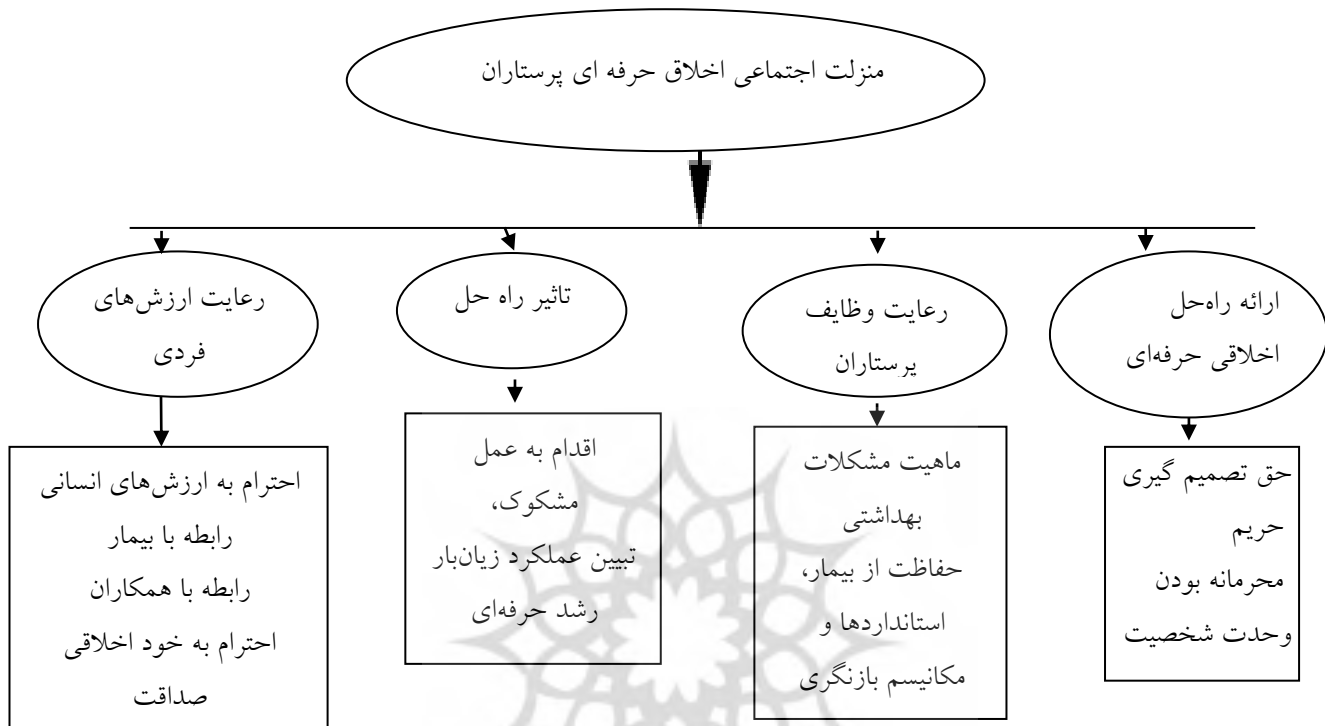 منزلت اجتماعی اخلاق حرفه ای پرستاران
ارائه راه‌حل
اخلاقی حرفه‌ای
رعایت وظایف
پرستاران
تاثیر راه حل
رعایت ارزش‌های
فردی
حق تصمیم گیری
حریم
محرمانه بودن
وحدت شخصیت
ماهیت مشکلات
بهداشتی
حفاظت از بیمار،
استانداردها و
مکانیسم بازنگری
اقدام به عمل
مشکوک،
تبیین عملکرد زیان‌بار
رشد حرفه‌ای
احترام به ارزش‌های انسانی
رابطه با بیمار
رابطه با همکاران
احترام به خود اخلاقی
صداقت